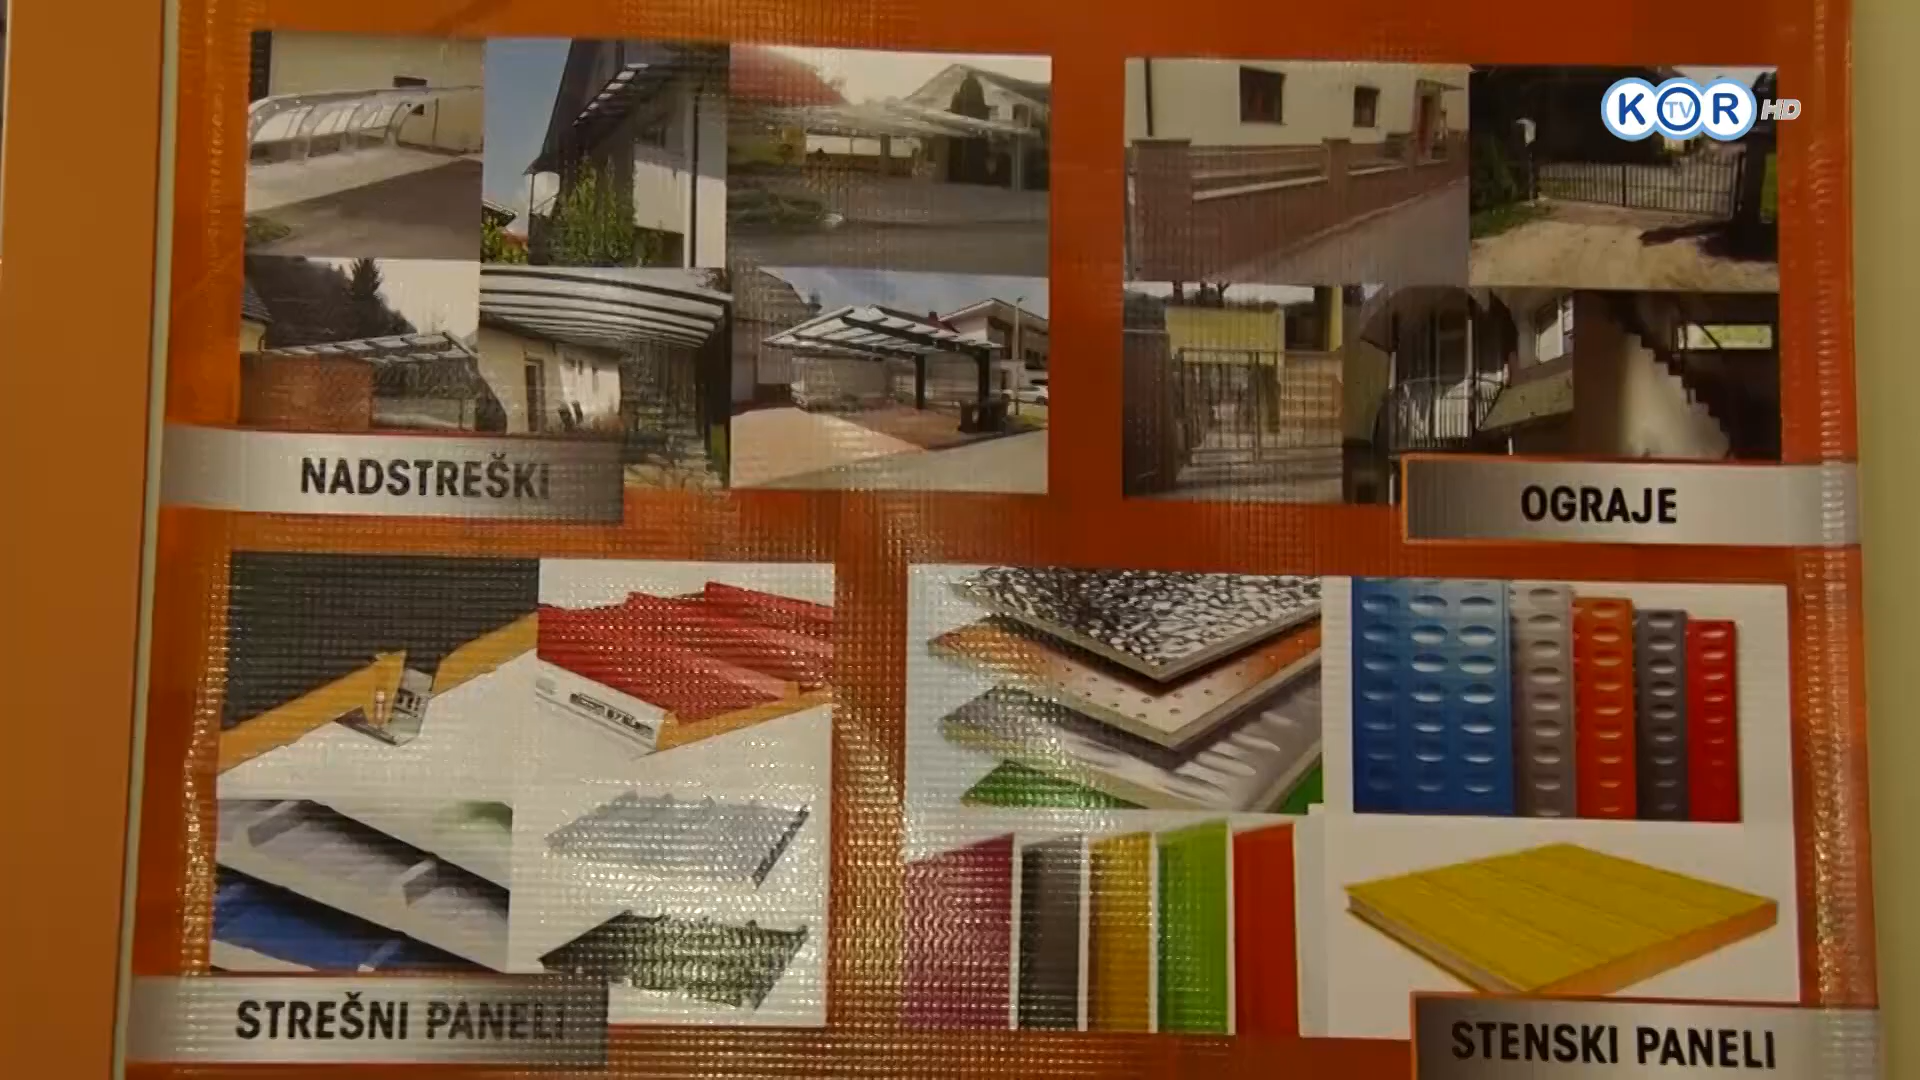 KOR TV HD
NADSTREŠKI
OGRAJE
STREŠNI PANELI
STENSKI PANELI